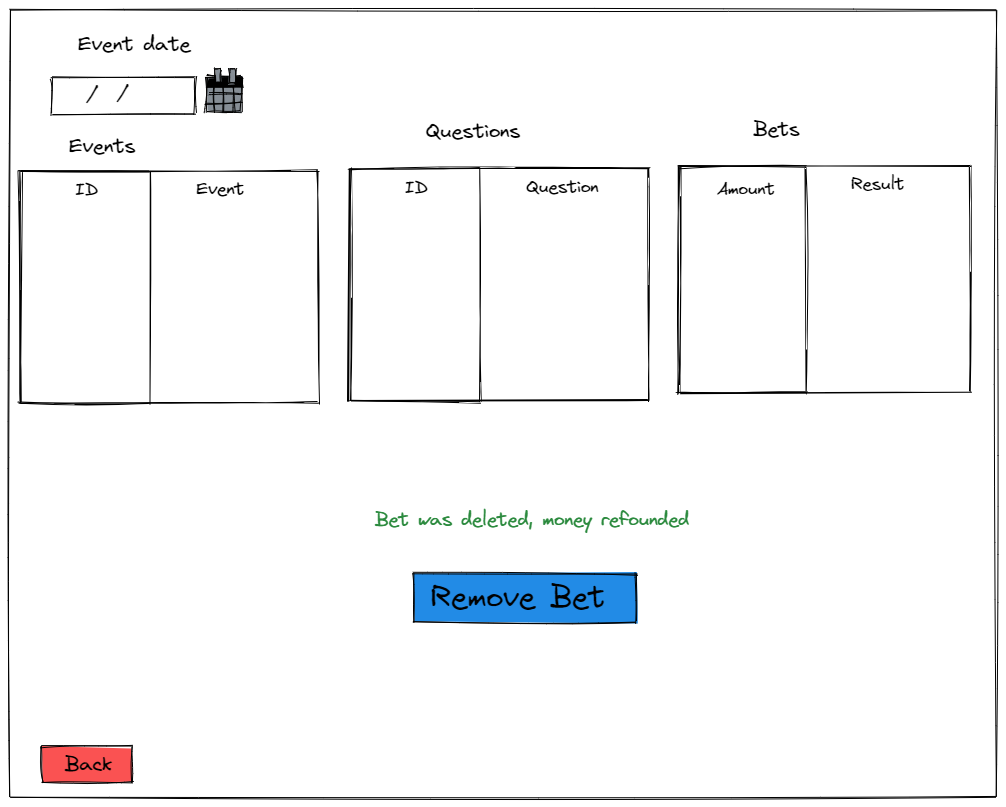 Event date
/ /
Events
Questions
Bets
ID
Event
ID
Question
Amount
Result
Bet was deleted, money refounded
Remove Bet
Back